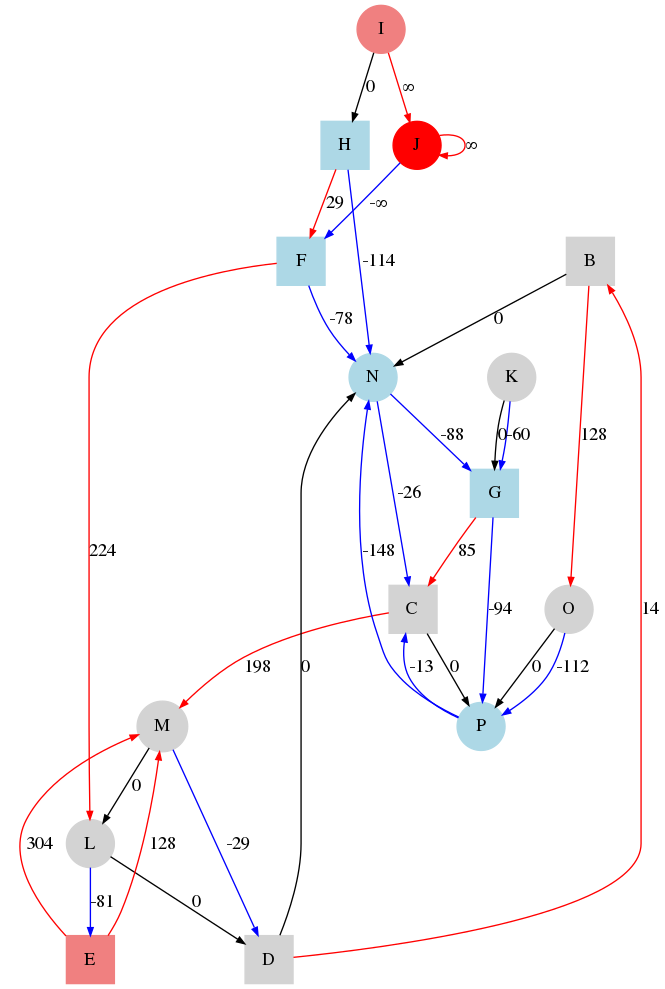 I
0 ∞
H J ∞
29 -∞
F -114 B
-78 0
N K
-88 0 -60 128
G
-26
224 -148 85 14
C -94 O
198 0 -13 0 0 -112
M P
0
304 128 -29
L
-81 0
E D